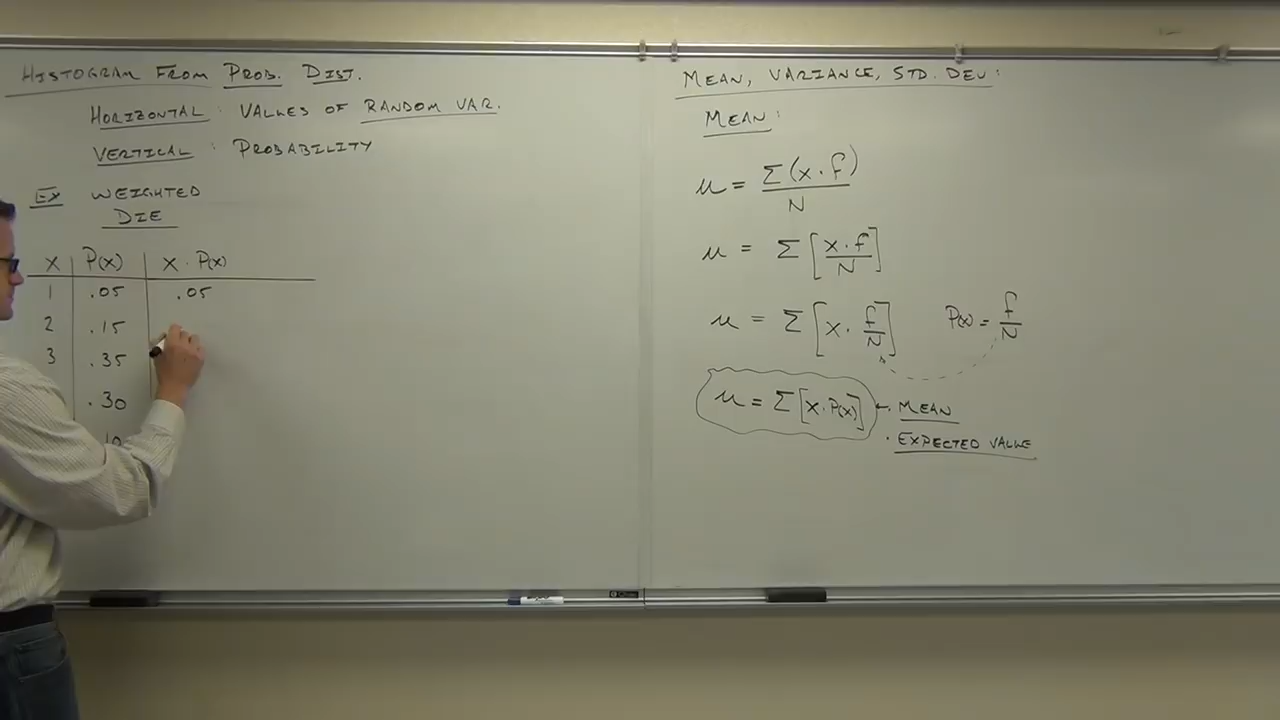 HISTOGRAM FROM PROB. DIST.
HORIZONTAL: VALUES OF RANDOM VAR.
VERTICAL: PROBABILITY
EX WEIGHTED
DIE
X P(x) X · P(x)
1 .05 .05
2 .15
3 .35
.30
.10
MEAN, VARIANCE, STD. DEV:
MEAN:
μ = Σ(x·f) / N
μ = Σ [x·f / N]
μ = Σ [x · f/N] P(x) = f/N
μ = Σ [x·P(x)] ← · MEAN
· EXPECTED VALUE